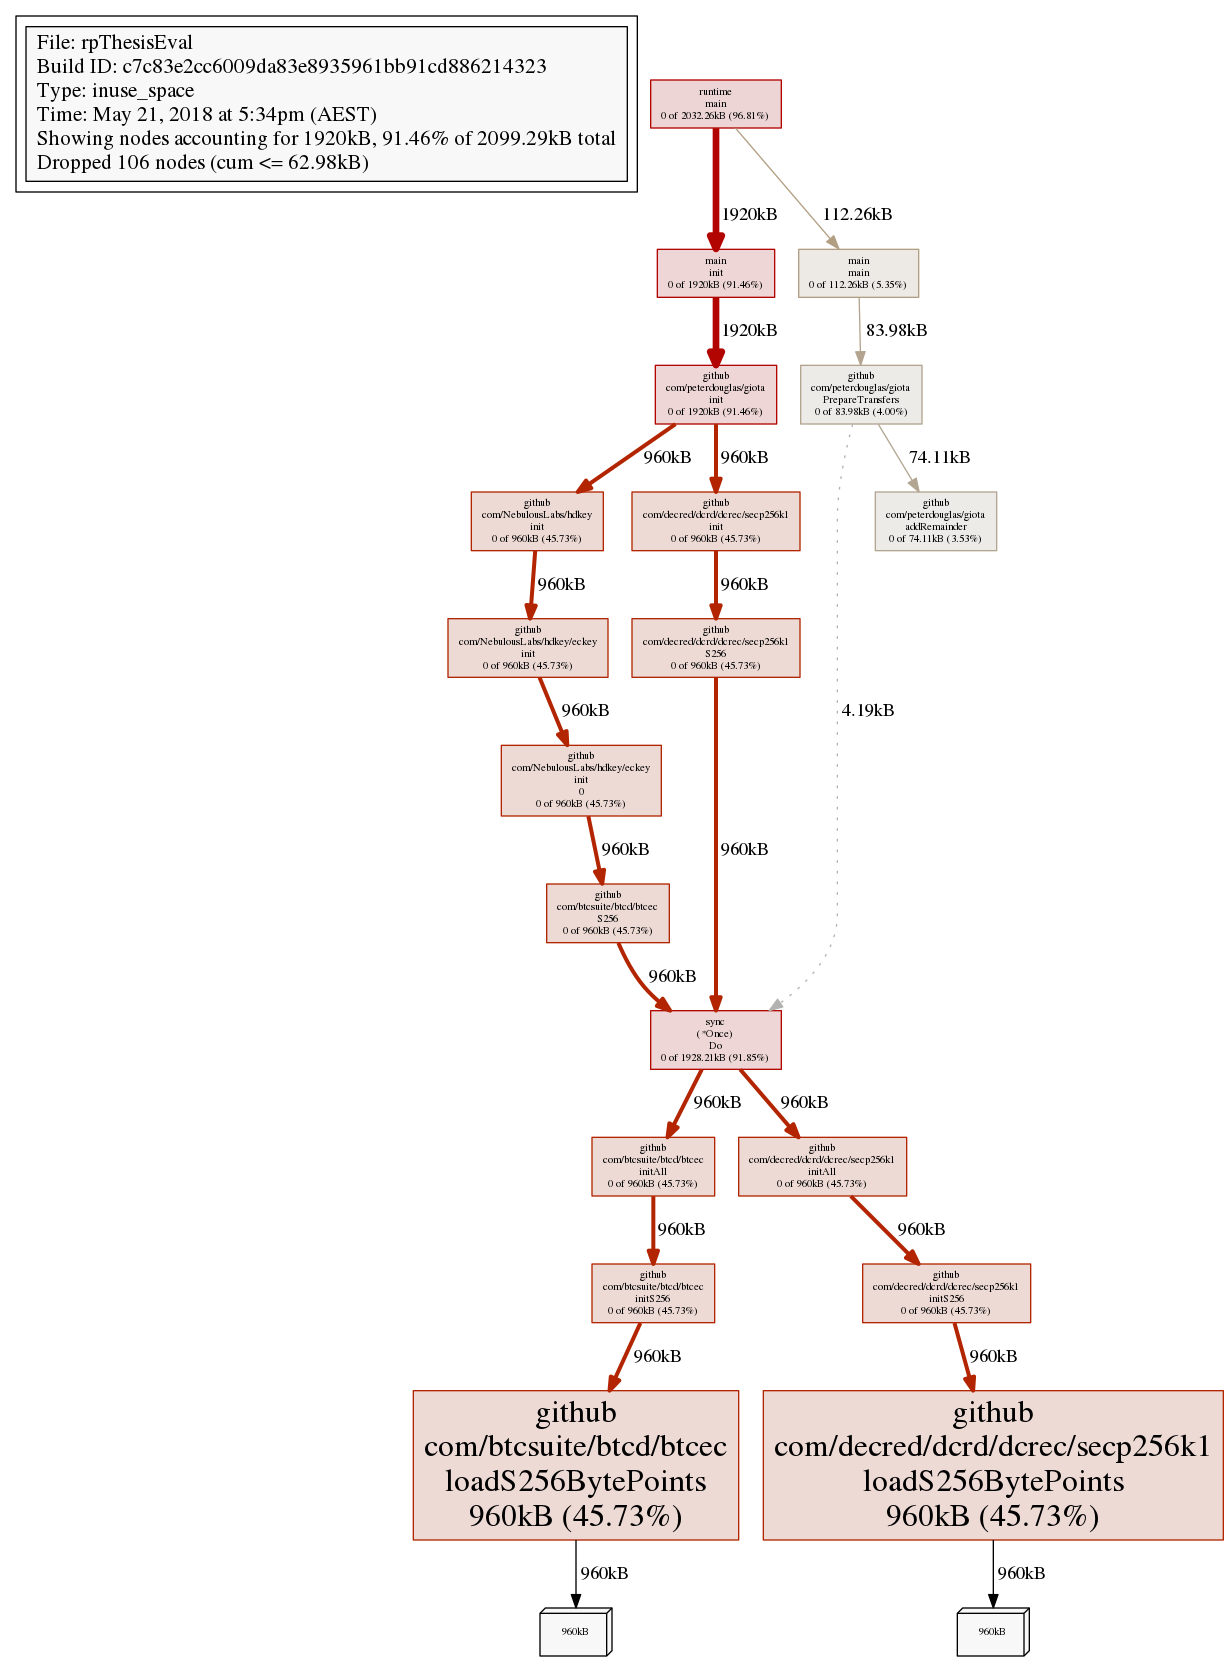 File: rpThesisEval
Build ID: c7c83e2cc6009da83e8935961bb91cd886214323
Type: inuse_space
Time: May 21, 2018 at 5:34pm (AEST)
Showing nodes accounting for 1920kB, 91.46% of 2099.29kB total
Dropped 106 nodes (cum <= 62.98kB)
runtime
main
0 of 2032.26kB (96.81%)
1920kB
112.26kB
main
init
0 of 1920kB (91.46%)
main
main
0 of 112.26kB (5.35%)
1920kB
83.98kB
github
com/peterdouglas/giota
init
0 of 1920kB (91.46%)
github
com/peterdouglas/giota
PrepareTransfers
0 of 83.98kB (4.00%)
960kB
960kB
74.11kB
github
com/NebulousLabs/hdkey
init
0 of 960kB (45.73%)
github
com/decred/dcrd/dcrec/secp256k1
init
0 of 960kB (45.73%)
github
com/peterdouglas/giota
addRemainder
0 of 74.11kB (3.53%)
960kB
960kB
github
com/NebulousLabs/hdkey/eckey
init
0 of 960kB (45.73%)
github
com/decred/dcrd/dcrec/secp256k1
S256
0 of 960kB (45.73%)
960kB
4.19kB
github
com/NebulousLabs/hdkey/eckey
init
0
0 of 960kB (45.73%)
960kB
960kB
github
com/btcsuite/btcd/btcec
S256
0 of 960kB (45.73%)
960kB
sync
(*Once)
Do
0 of 1928.21kB (91.85%)
960kB
960kB
github
com/btcsuite/btcd/btcec
initAll
0 of 960kB (45.73%)
github
com/decred/dcrd/dcrec/secp256k1
initAll
0 of 960kB (45.73%)
960kB
960kB
github
com/btcsuite/btcd/btcec
initS256
0 of 960kB (45.73%)
github
com/decred/dcrd/dcrec/secp256k1
initS256
0 of 960kB (45.73%)
960kB
960kB
github
com/btcsuite/btcd/btcec
loadS256BytePoints
960kB (45.73%)
github
com/decred/dcrd/dcrec/secp256k1
loadS256BytePoints
960kB (45.73%)
960kB
960kB
960kB
960kB